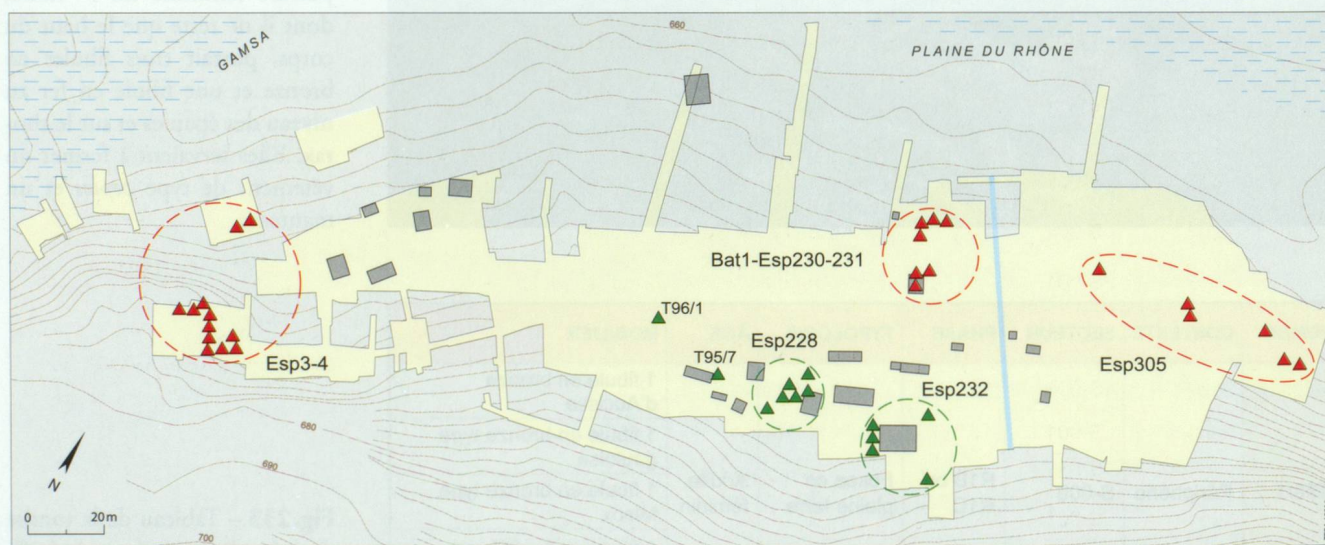 660
GAMSA
PLAINE DU RHÔNE
Bat1-Esp230-231
T96/1
Esp228
T95/7
Esp3-4
Esp232
Esp305
680
690
N
0 20 m
700